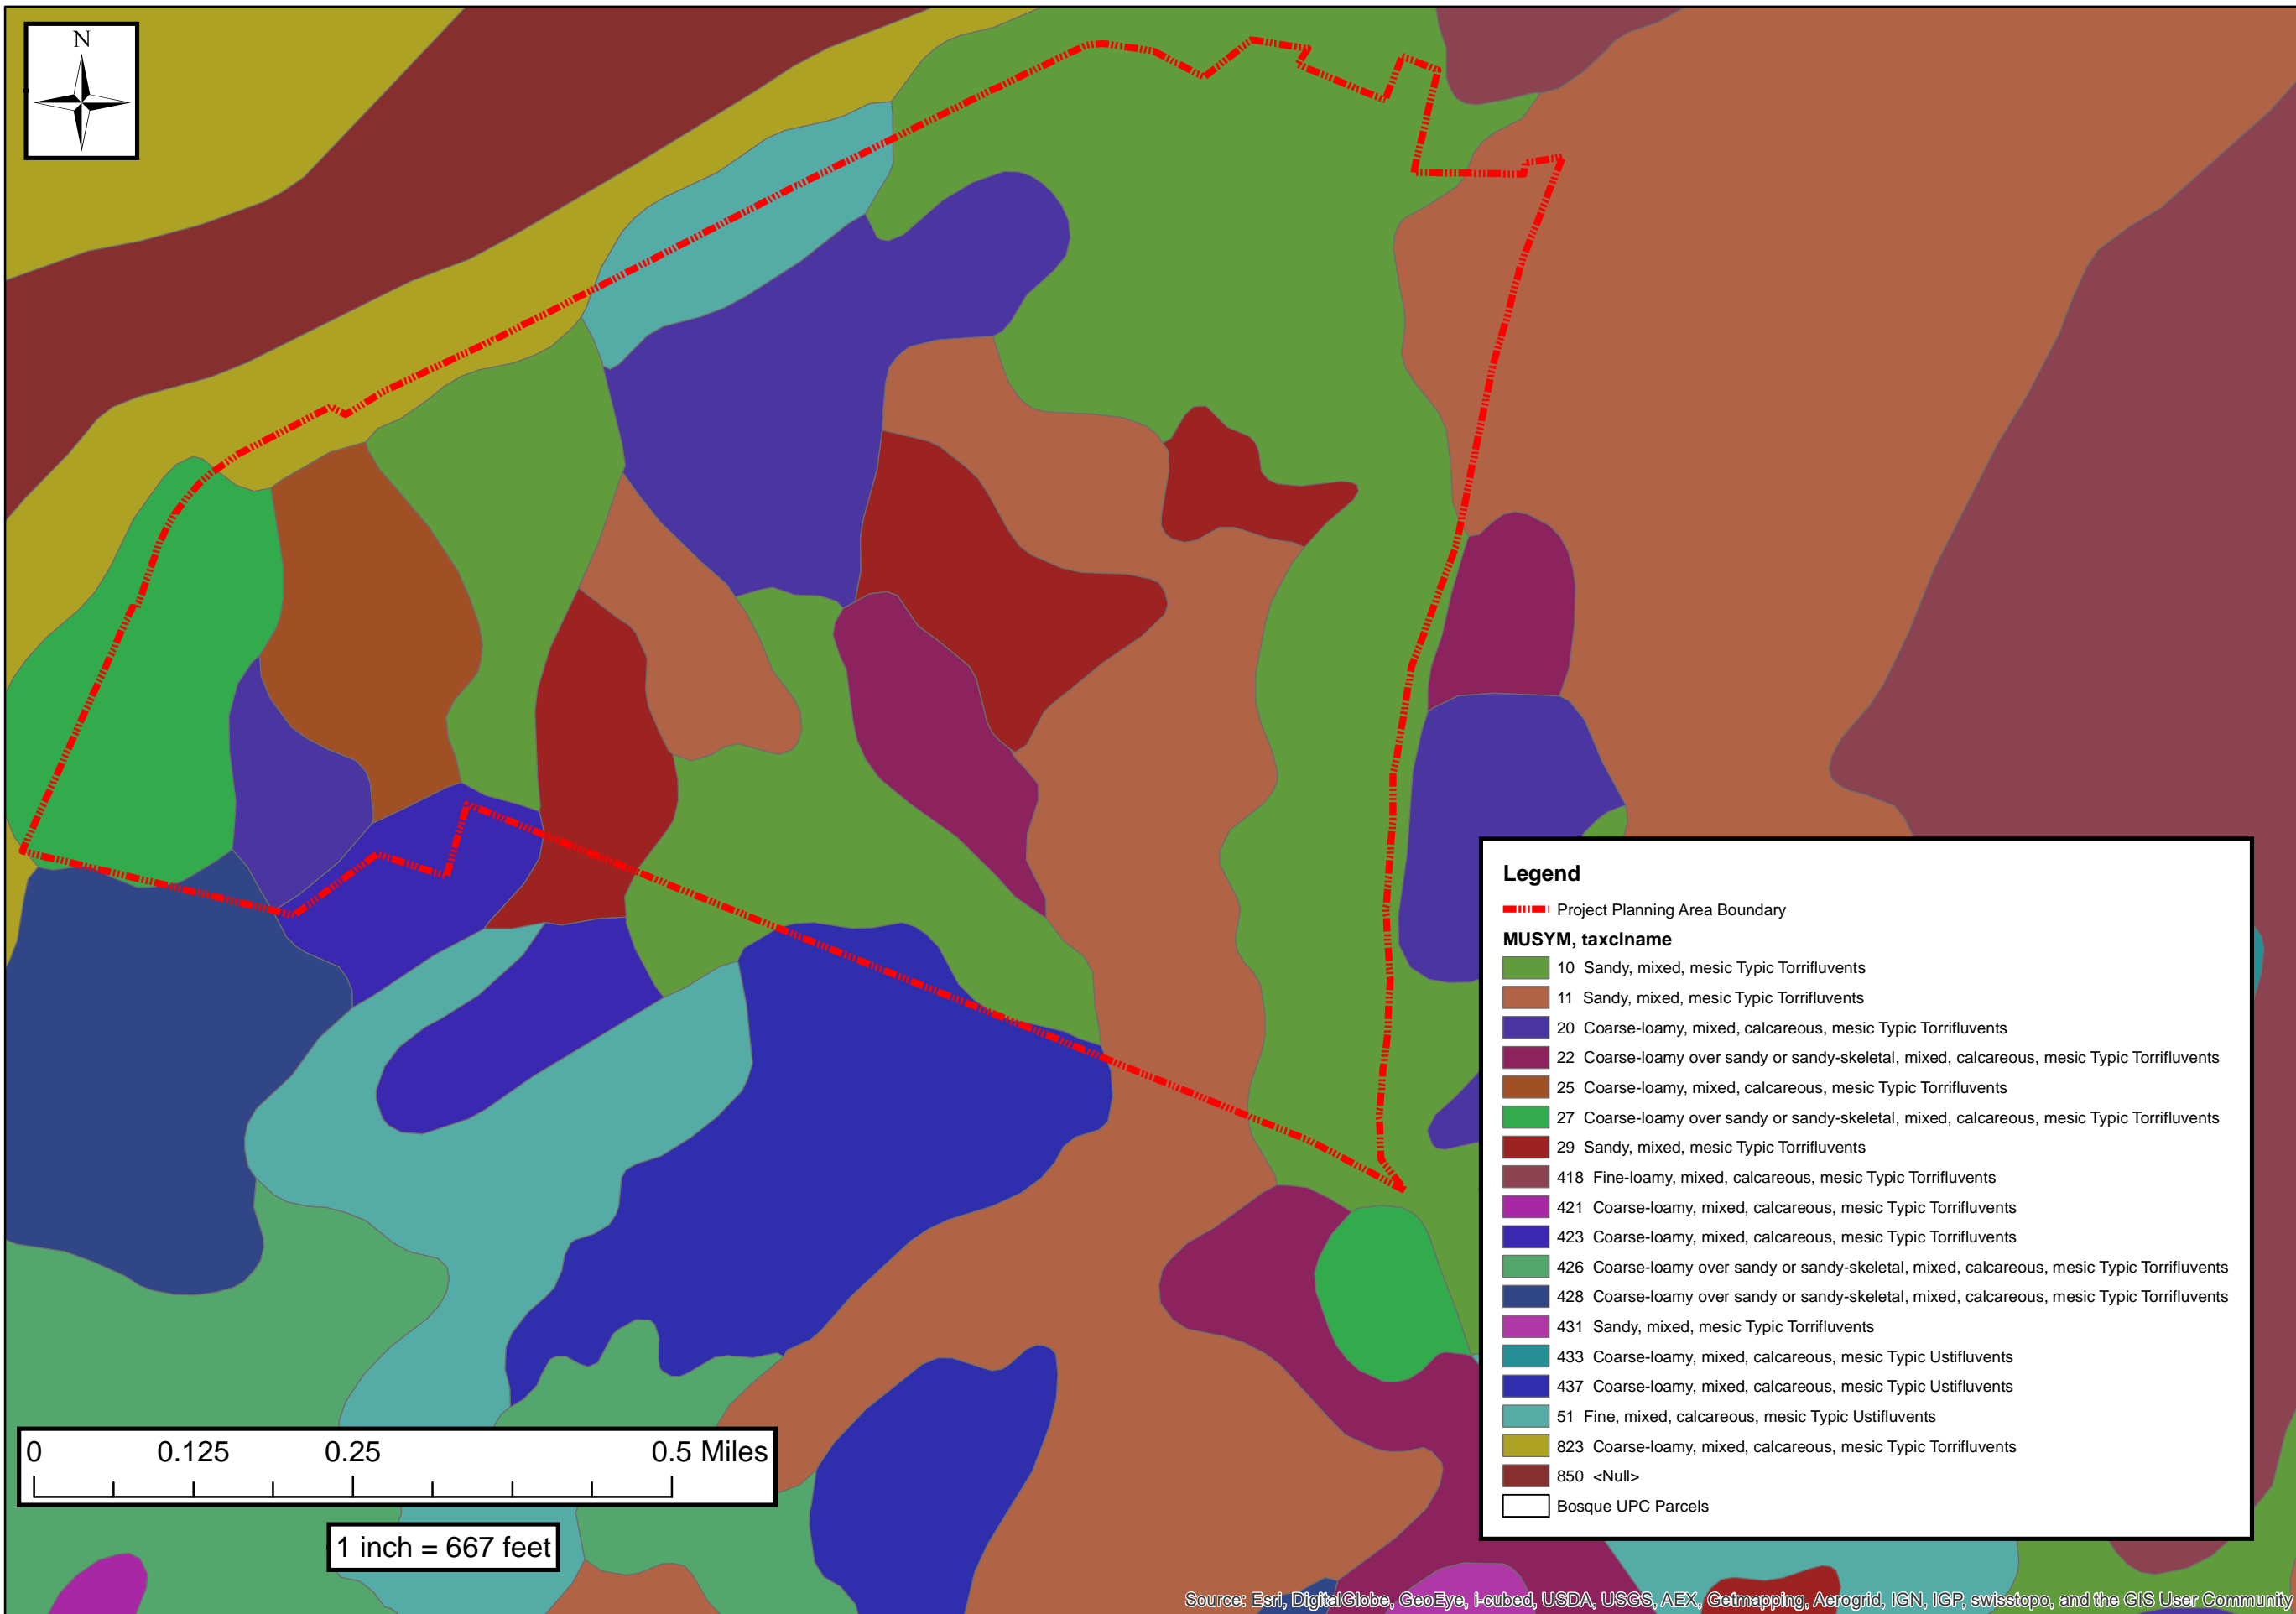 N
Legend
Project Planning Area Boundary
MUSYM, taxclname
10 Sandy, mixed, mesic Typic Torrifluvents
11 Sandy, mixed, mesic Typic Torrifluvents
20 Coarse-loamy, mixed, calcareous, mesic Typic Torrifluvents
22 Coarse-loamy over sandy or sandy-skeletal, mixed, calcareous, mesic Typic Torrifluvents
25 Coarse-loamy, mixed, calcareous, mesic Typic Torrifluvents
27 Coarse-loamy over sandy or sandy-skeletal, mixed, calcareous, mesic Typic Torrifluvents
29 Sandy, mixed, mesic Typic Torrifluvents
418 Fine-loamy, mixed, calcareous, mesic Typic Torrifluvents
421 Coarse-loamy, mixed, calcareous, mesic Typic Torrifluvents
423 Coarse-loamy, mixed, calcareous, mesic Typic Torrifluvents
426 Coarse-loamy over sandy or sandy-skeletal, mixed, calcareous, mesic Typic Torrifluvents
428 Coarse-loamy over sandy or sandy-skeletal, mixed, calcareous, mesic Typic Torrifluvents
431 Sandy, mixed, mesic Typic Torrifluvents
433 Coarse-loamy, mixed, calcareous, mesic Typic Ustifluvents
437 Coarse-loamy, mixed, calcareous, mesic Typic Ustifluvents
51 Fine, mixed, calcareous, mesic Typic Ustifluvents
823 Coarse-loamy, mixed, calcareous, mesic Typic Torrifluvents
850 <Null>
Bosque UPC Parcels
0 0.125 0.25 0.5 Miles
1 inch = 667 feet
Source: Esri, DigitalGlobe, GeoEye, i-cubed, USDA, USGS, AEX, Getmapping, Aerogrid, IGN, IGP, swisstopo, and the GIS User Community